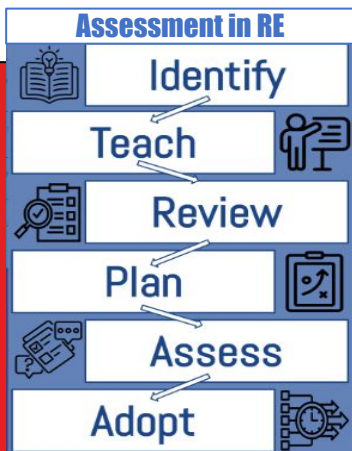 Assessment in RE
Identify
Teach
Review
Plan
Assess
Adopt